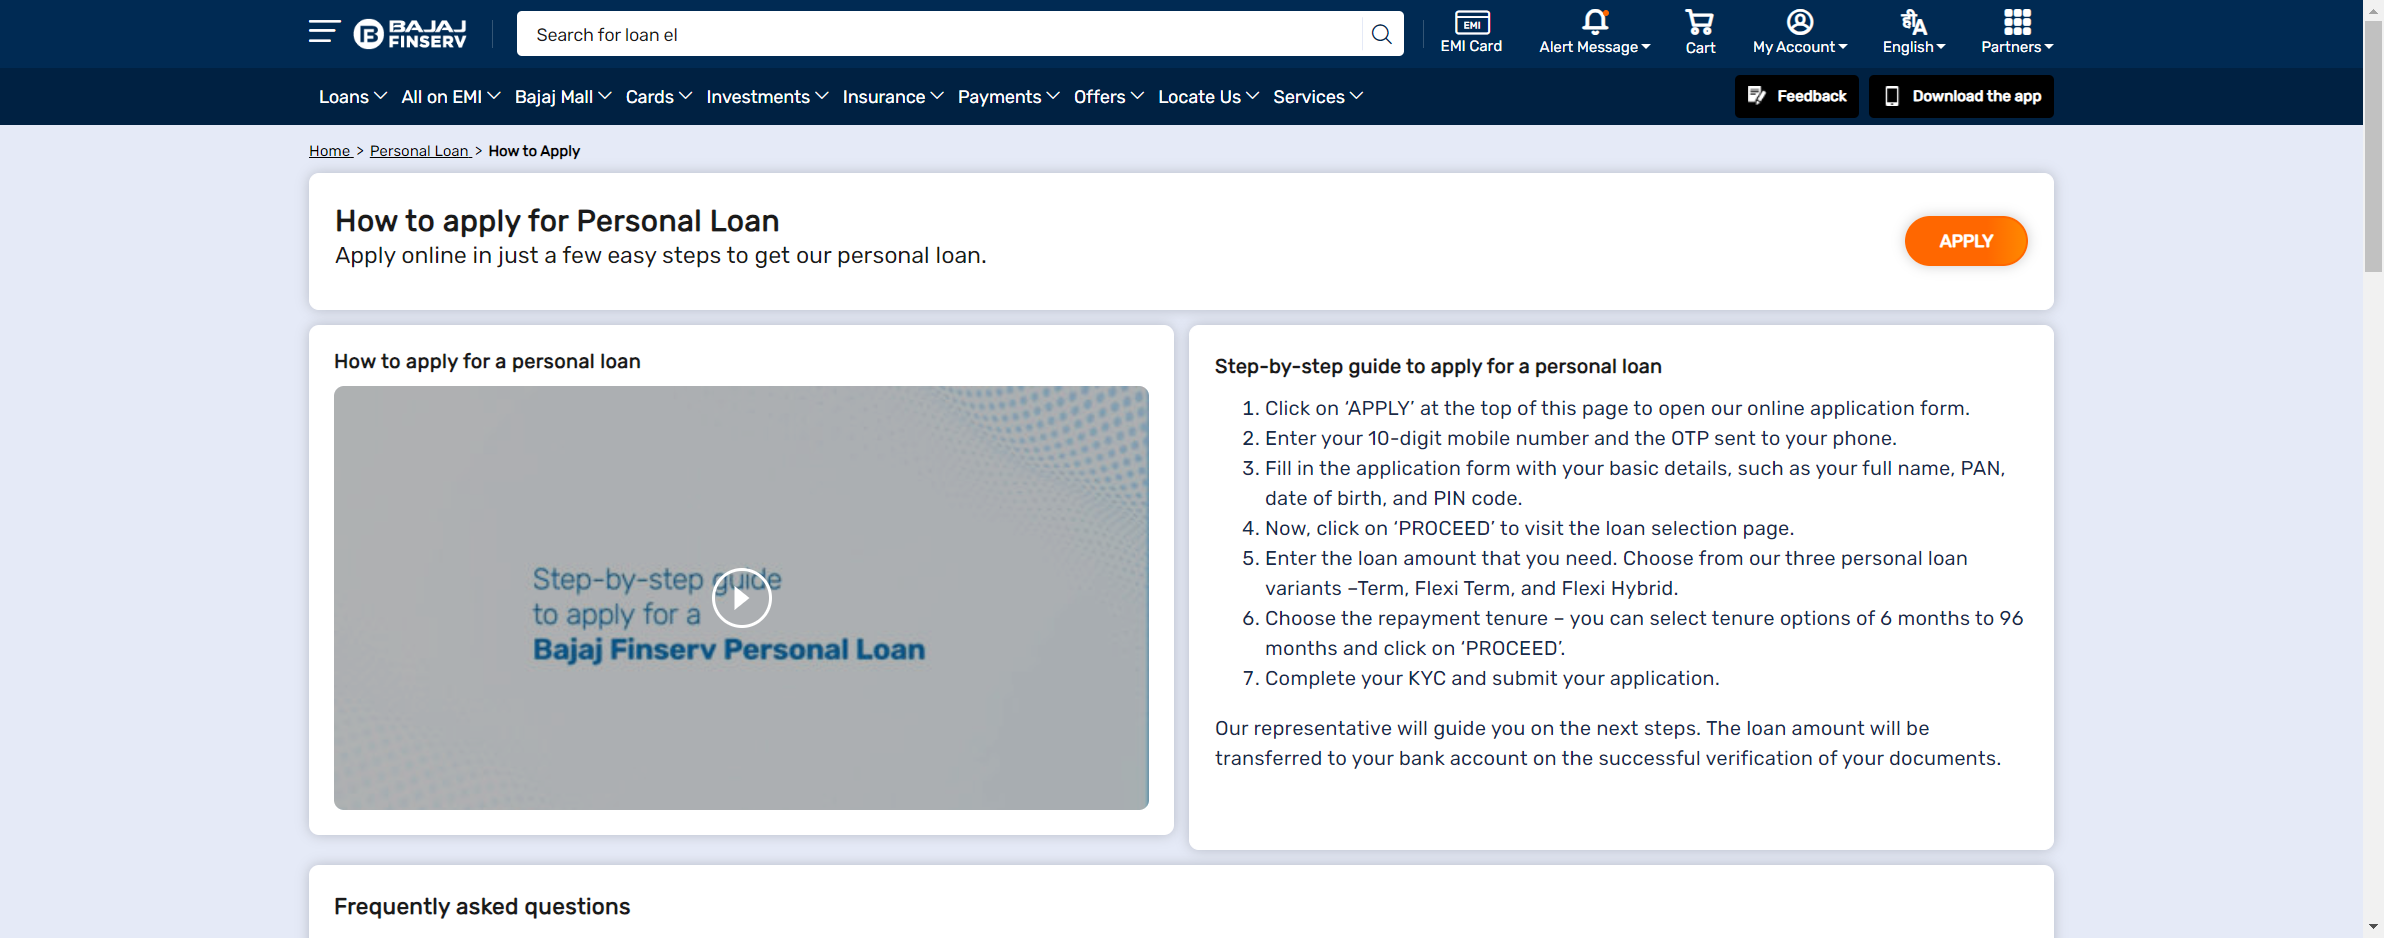 BAJAJ
FINSERV
Search for loan el
EMI
EMI Card
Alert Message
Cart
My Account
हीA
English
Partners
Loans All on EMI Bajaj Mall Cards Investments Insurance Payments Offers Locate Us Services
Feedback
Download the app
Home > Personal Loan > How to Apply
How to apply for Personal Loan
Apply online in just a few easy steps to get our personal loan.
APPLY
How to apply for a personal loan
Step-by-step guide
to apply for a
Bajaj Finserv Personal Loan
Step-by-step guide to apply for a personal loan
1. Click on ‘APPLY’ at the top of this page to open our online application form.
2. Enter your 10-digit mobile number and the OTP sent to your phone.
3. Fill in the application form with your basic details, such as your full name, PAN,
date of birth, and PIN code.
4. Now, click on ‘PROCEED’ to visit the loan selection page.
5. Enter the loan amount that you need. Choose from our three personal loan
variants –Term, Flexi Term, and Flexi Hybrid.
6. Choose the repayment tenure – you can select tenure options of 6 months to 96
months and click on ‘PROCEED’.
7. Complete your KYC and submit your application.
Our representative will guide you on the next steps. The loan amount will be
transferred to your bank account on the successful verification of your documents.
Frequently asked questions